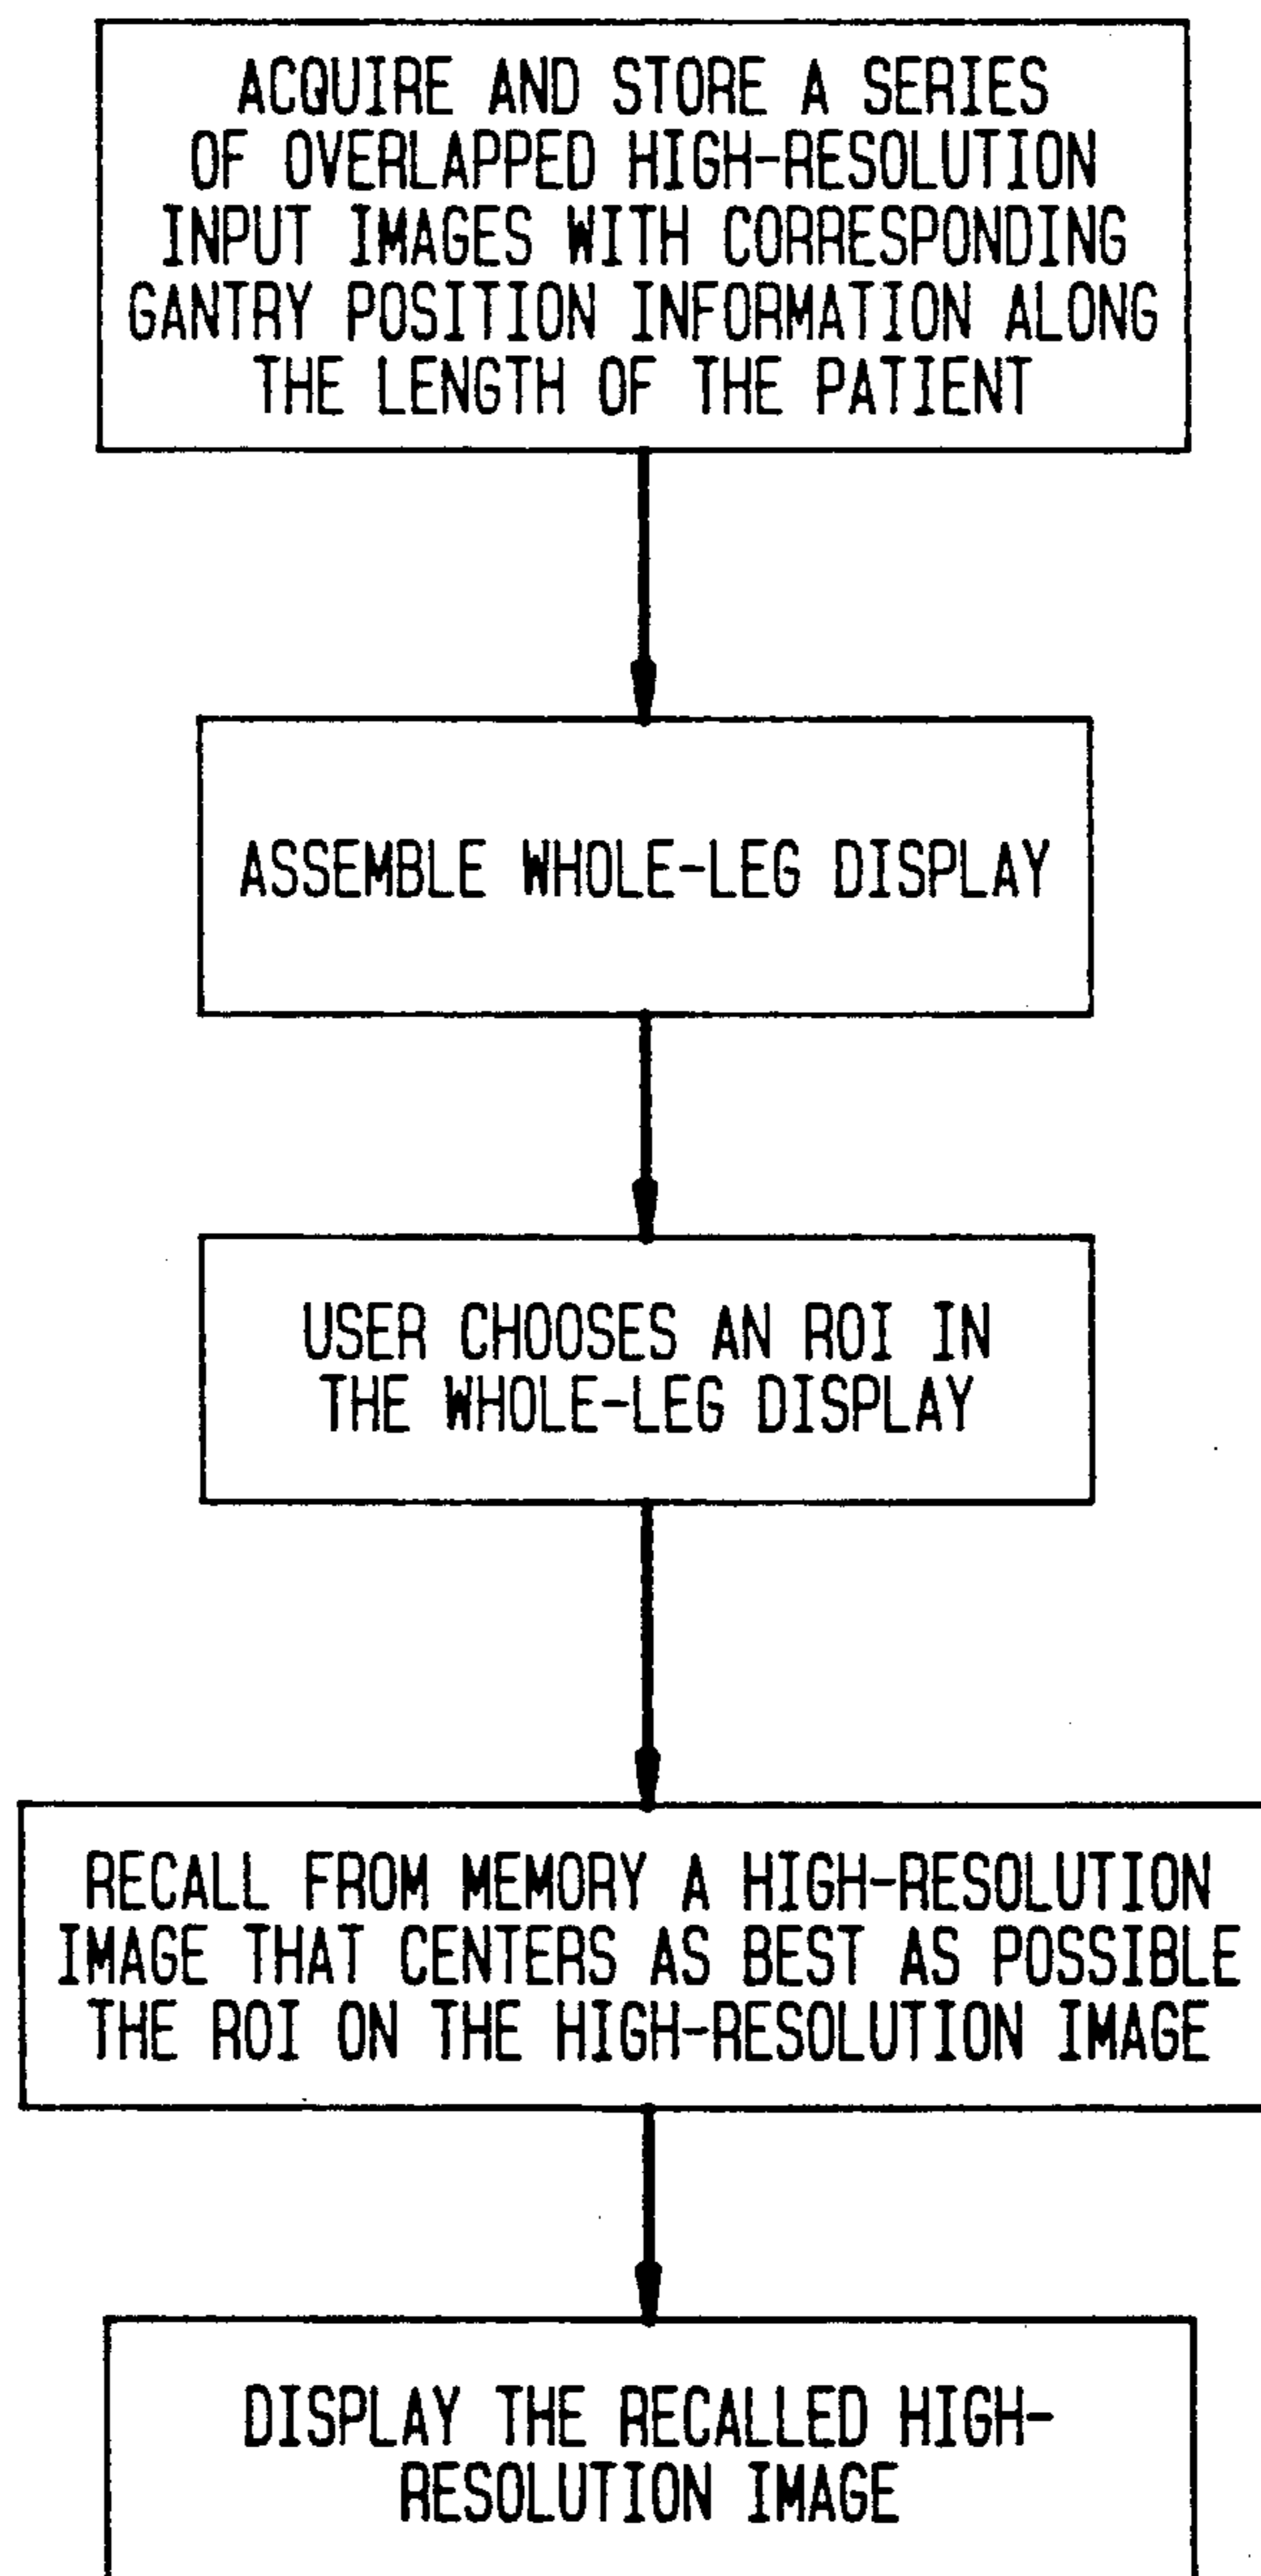 ACQUIRE AND STORE A SERIES
OF OVERLAPPED HIGH-RESOLUTION
INPUT IMAGES WITH CORRESPONDING
GANTRY POSITION INFORMATION ALONG
THE LENGTH OF THE PATIENT
ASSEMBLE WHOLE-LEG DISPLAY
USER CHOOSES AN ROI IN
THE WHOLE-LEG DISPLAY
RECALL FROM MEMORY A HIGH-RESOLUTION
IMAGE THAT CENTERS AS BEST AS POSSIBLE
THE ROI ON THE HIGH-RESOLUTION IMAGE
DISPLAY THE RECALLED HIGH-
RESOLUTION IMAGE